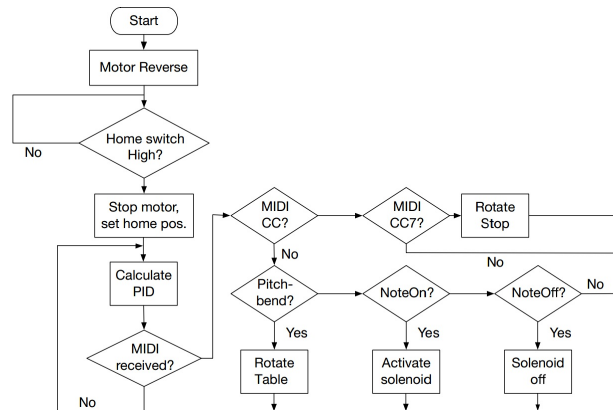 Start
Motor Reverse
Home switch
High?
No
Stop motor,
set home pos.
Calculate
PID
MIDI
received?
No
MIDI
CC?
No
MIDI
CC7?
No
Rotate
Stop
Pitch-
bend?
Yes
NoteOn?
Yes
NoteOff?
No
Yes
Rotate
Table
Activate
solenoid
Solenoid
off